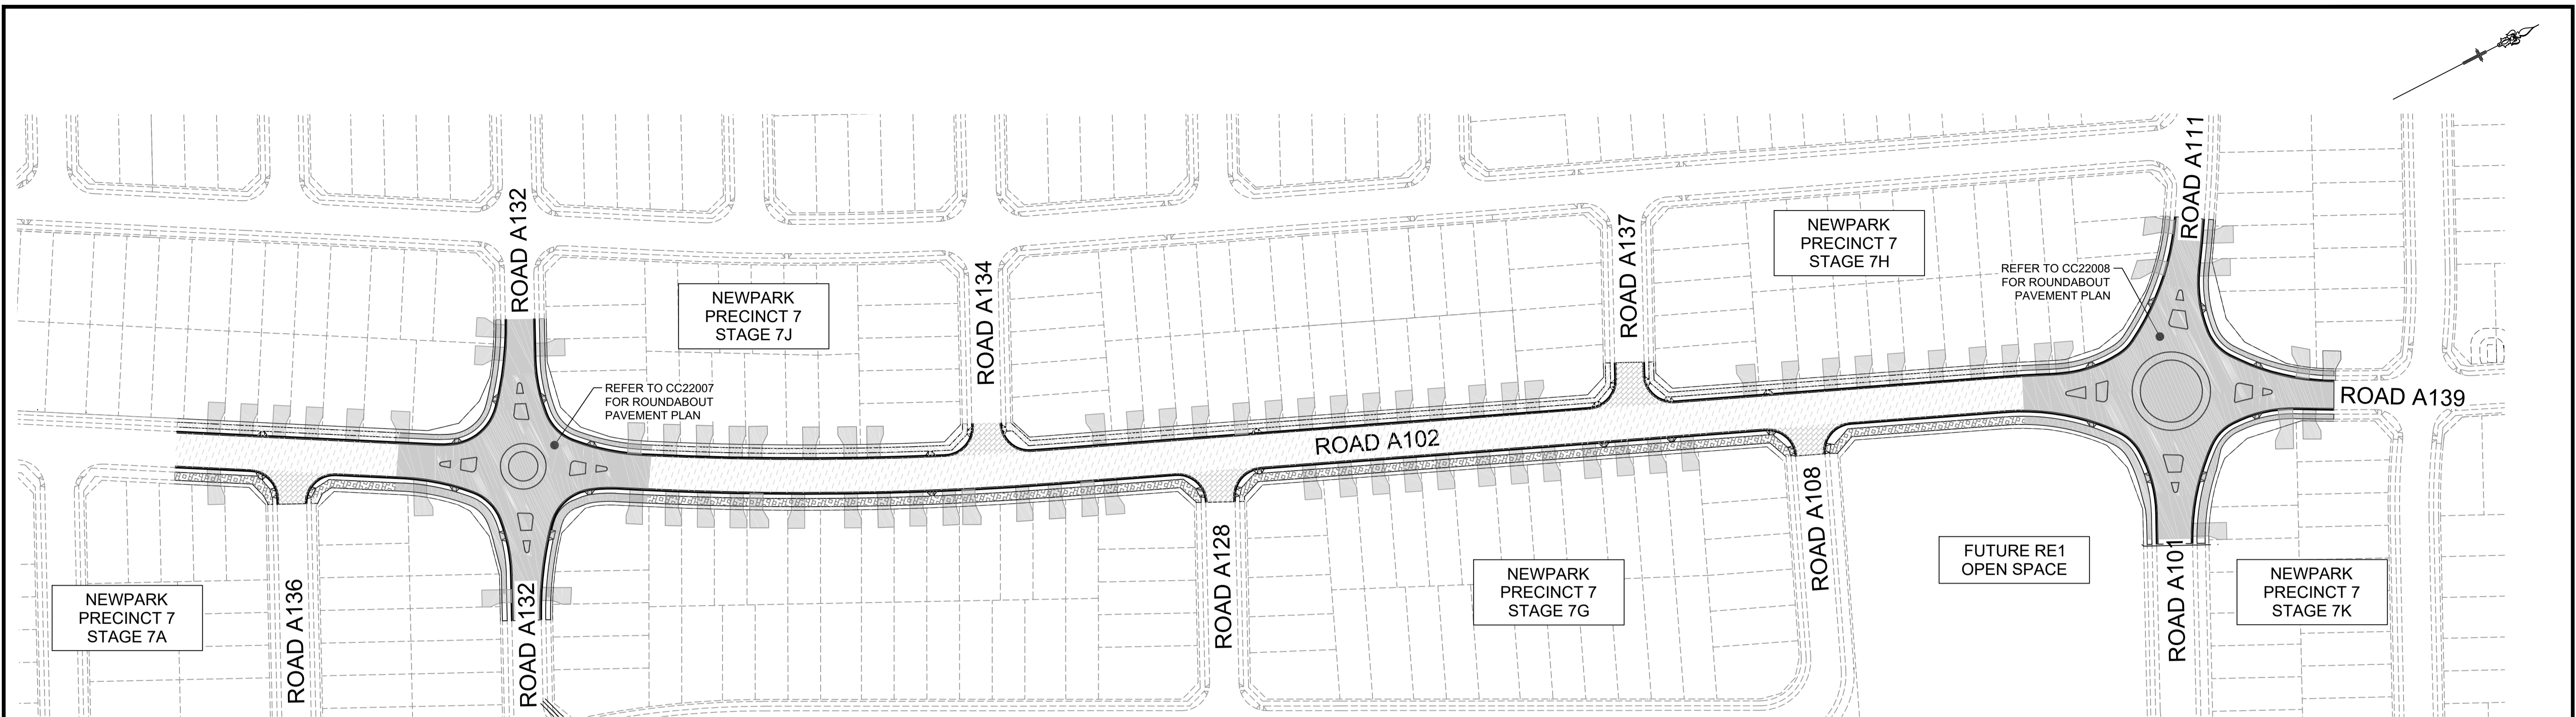 ROAD A132
ROAD A134
ROAD A137
ROAD A111
NEWPARK
PRECINCT 7
STAGE 7J
NEWPARK
PRECINCT 7
STAGE 7H
REFER TO CC22008
FOR ROUNDABOUT
PAVEMENT PLAN
REFER TO CC22007
FOR ROUNDABOUT
PAVEMENT PLAN
ROAD A139
ROAD A102
NEWPARK
PRECINCT 7
STAGE 7A
ROAD A136
ROAD A132
ROAD A128
NEWPARK
PRECINCT 7
STAGE 7G
ROAD A108
FUTURE RE1
OPEN SPACE
ROAD A101
NEWPARK
PRECINCT 7
STAGE 7K